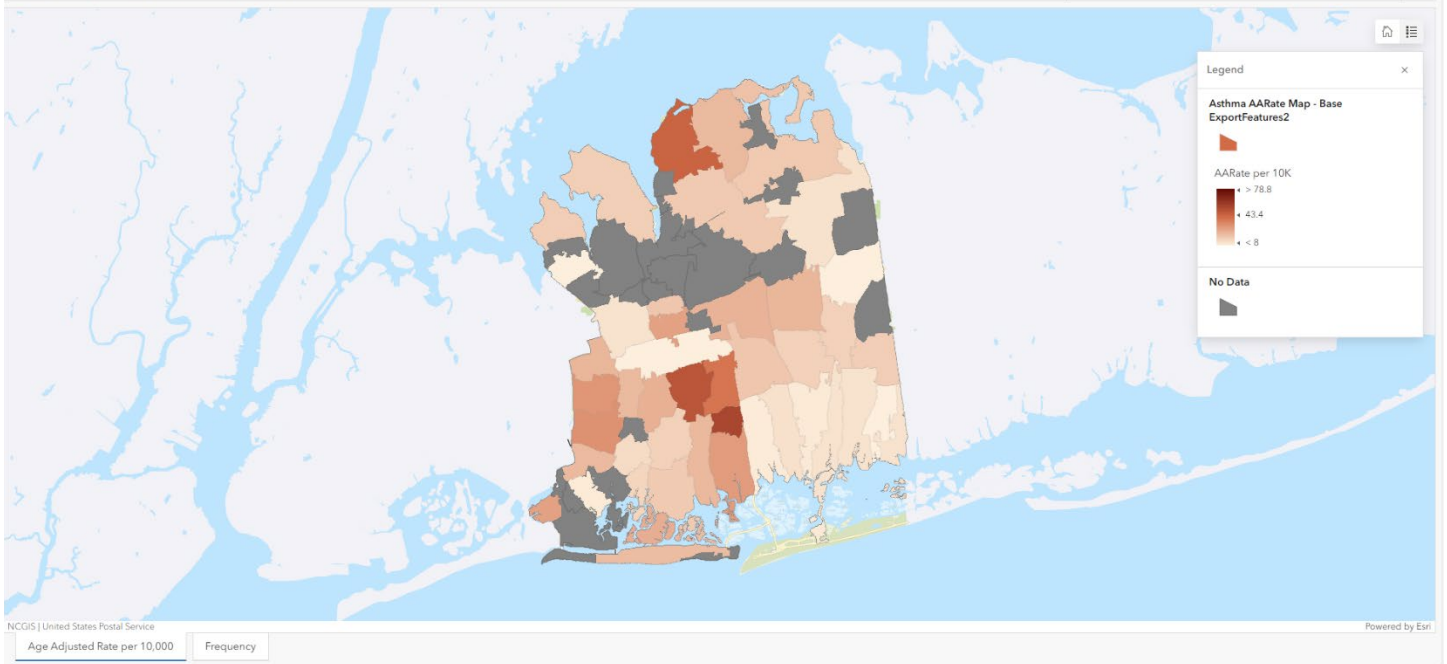 Legend
×
Asthma AARate Map - Base
ExportFeatures2
AARate per 10K
> 78.8
43.4
< 8
No Data
NCGIS | United States Postal Service
Powered by Esri
Age Adjusted Rate per 10,000
Frequency